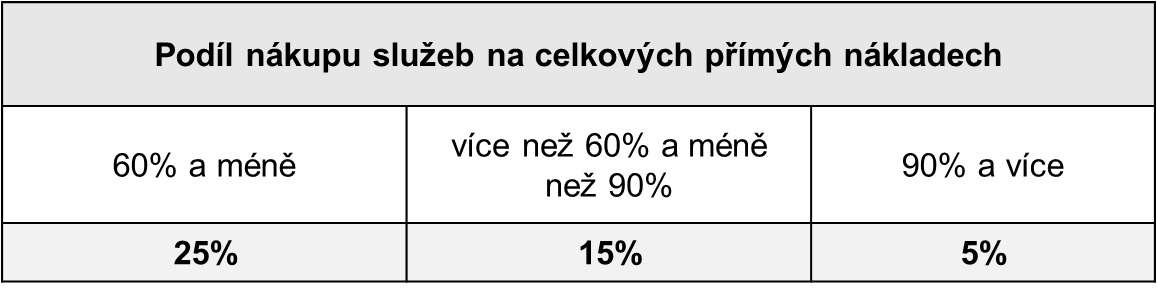 Podíl nákupu služeb na celkových přímých nákladech
60% a méně
více než 60% a méně
než 90%
90% a více
25%
15%
5%